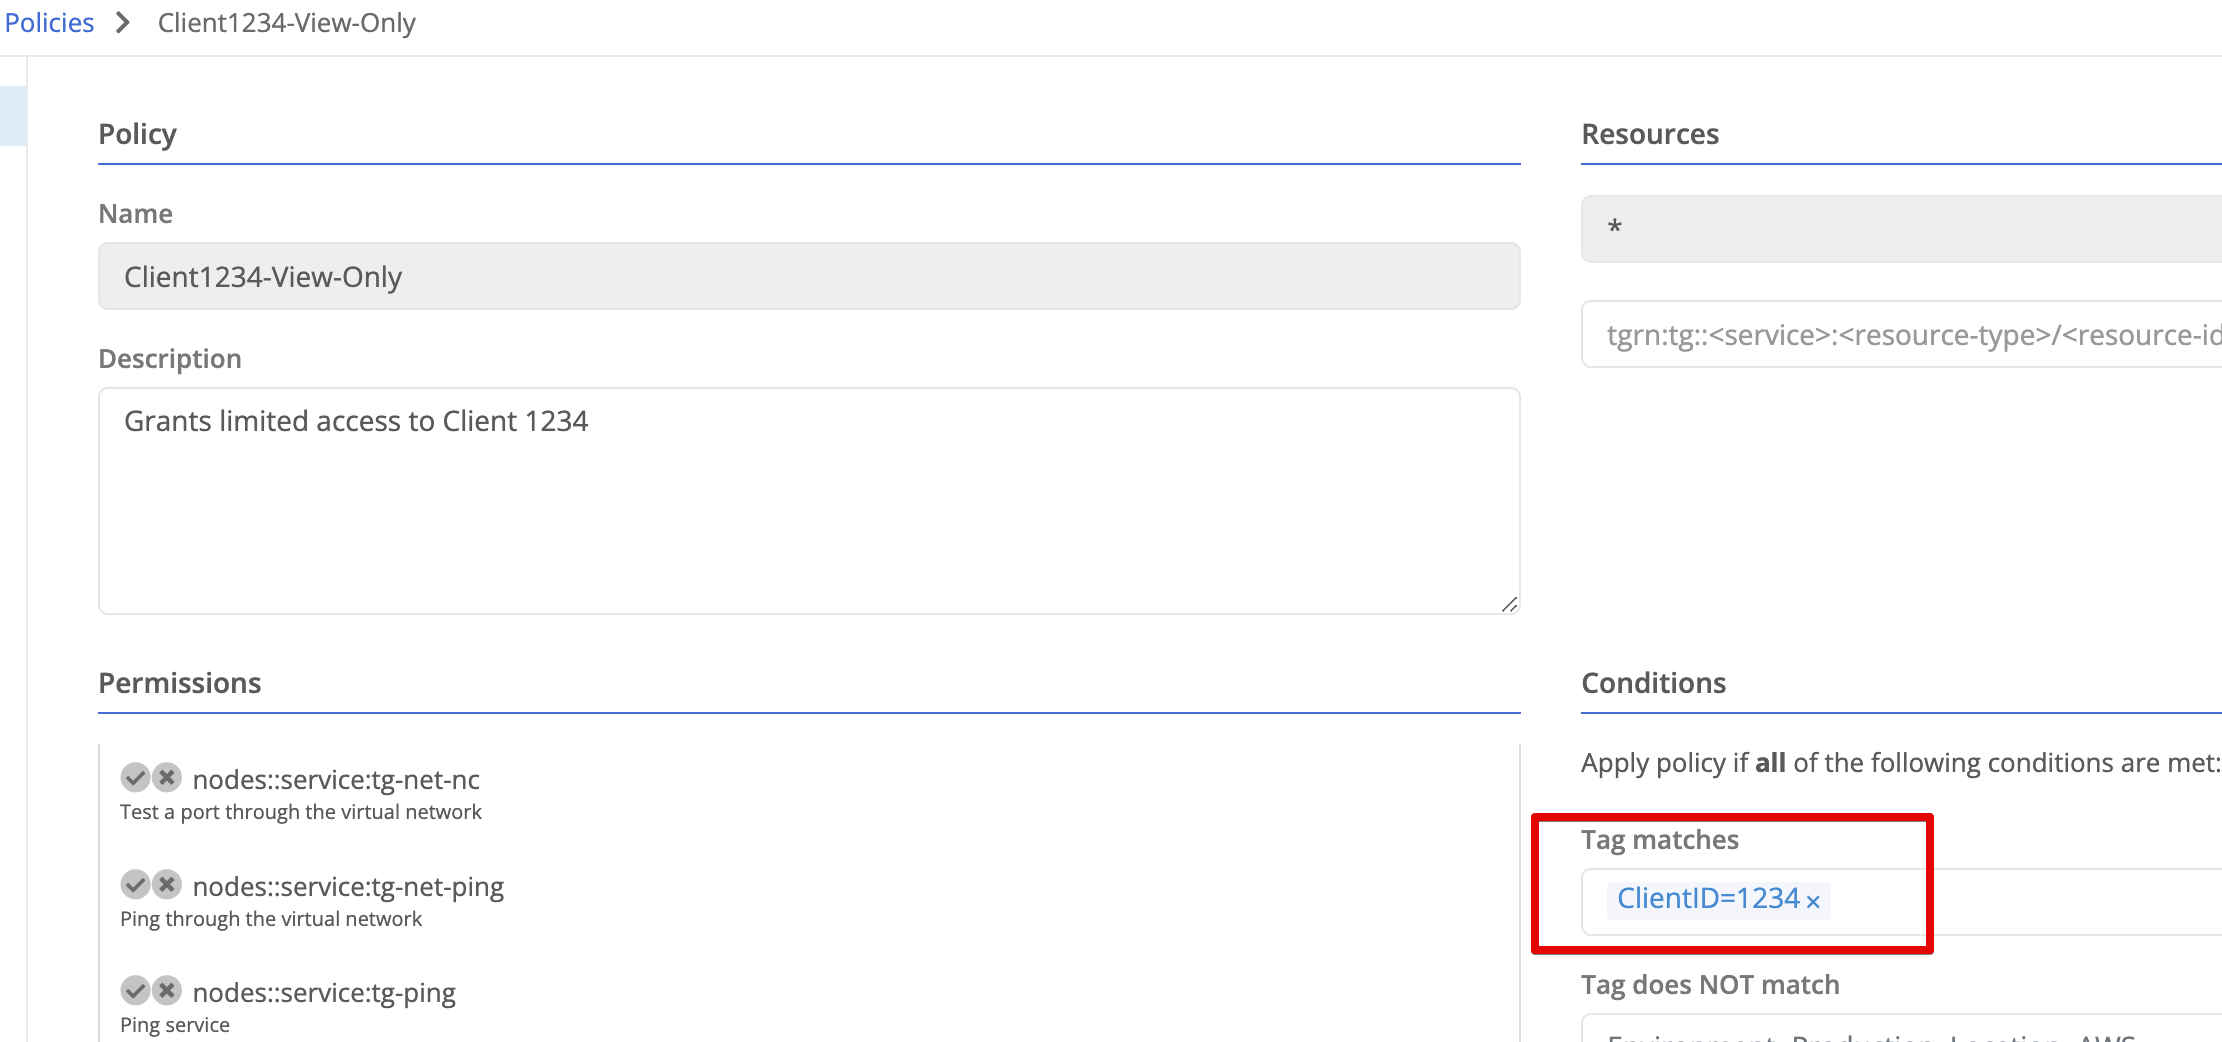 Policies > Client1234-View-Only
Policy
Name
Client1234-View-Only
Description
Grants limited access to Client 1234
Permissions
nodes::service:tg-net-nc
Test a port through the virtual network
nodes::service:tg-net-ping
Ping through the virtual network
nodes::service:tg-ping
Ping service
Resources
*
tgrn:tg::<service>:<resource-type>/<resource-id
Conditions
Apply policy if all of the following conditions are met:
Tag matches
ClientID=1234 ×
Tag does NOT match